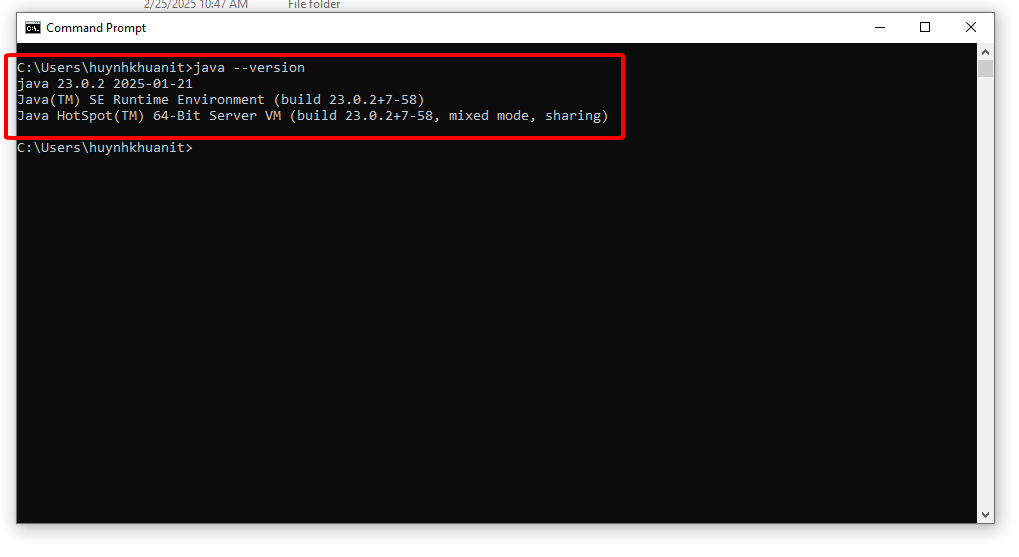 2/25/2025 10:47 AM File folder
Command Prompt
C:\Users\huynhkhuanit>java --version
java 23.0.2 2025-01-21
Java(TM) SE Runtime Environment (build 23.0.2+7-58)
Java HotSpot(TM) 64-Bit Server VM (build 23.0.2+7-58, mixed mode, sharing)
C:\Users\huynhkhuanit>